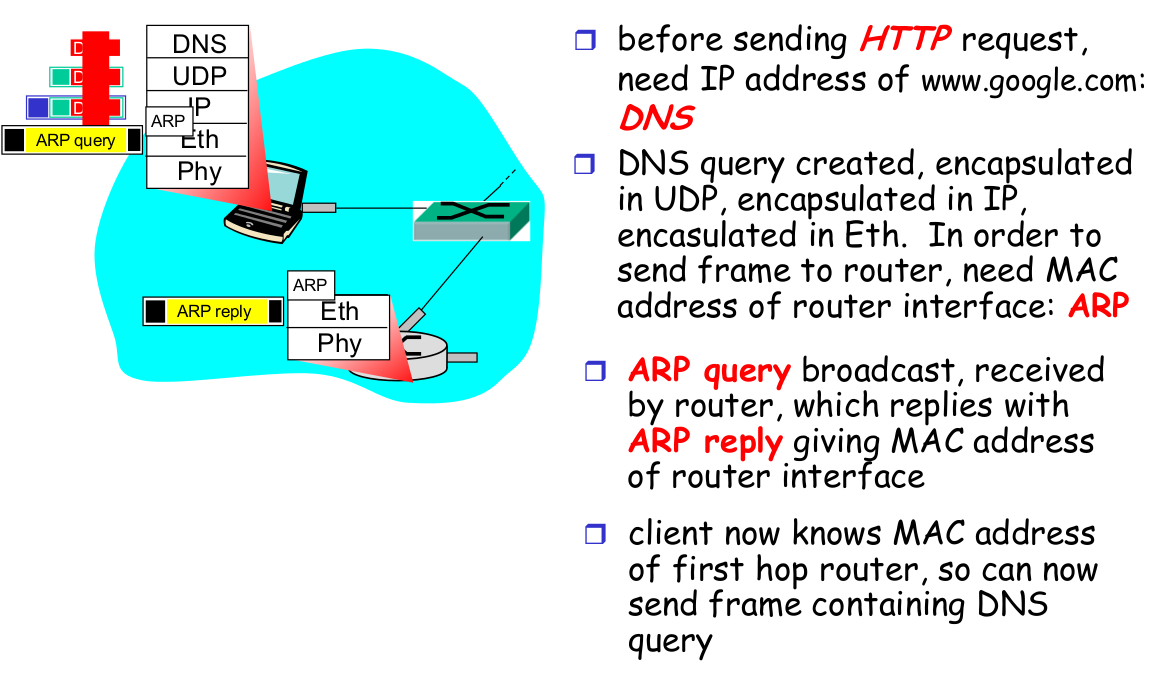 DNS
UDP
IP
ARP
Eth
Phy
ARP query
ARP
Eth
Phy
ARP reply
before sending HTTP request,
need IP address of www.google.com:
DNS
DNS query created, encapsulated
in UDP, encapsulated in IP,
encasulated in Eth. In order to
send frame to router, need MAC
address of router interface: ARP
ARP query broadcast, received
by router, which replies with
ARP reply giving MAC address
of router interface
client now knows MAC address
of first hop router, so can now
send frame containing DNS
query